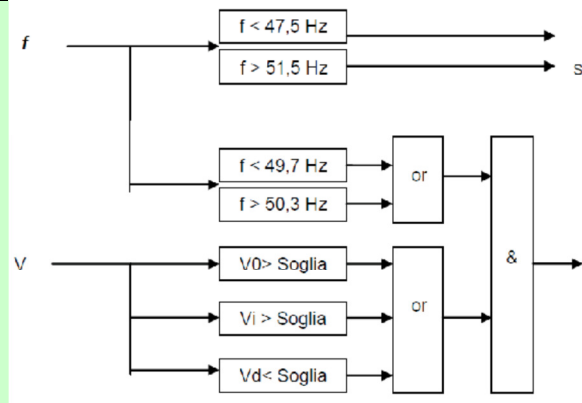 f
f < 47,5 Hz
f > 51,5 Hz
s
f < 49,7 Hz
f > 50,3 Hz
or
V
V0> Soglia
Vi > Soglia
Vd< Soglia
or
&